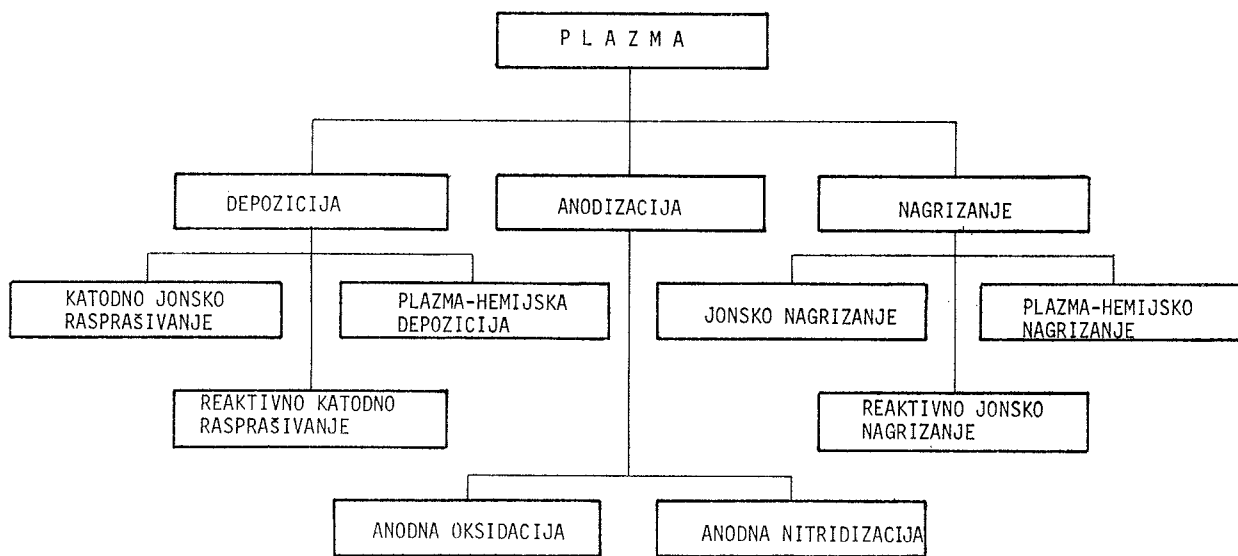 P L A Z M A
DEPOZICIJA
ANODIZACIJA
NAGRIZANJE
KATODNO JONSKO
RASPRAŠIVANJE
PLAZMA-HEMIJSKA
DEPOZICIJA
JONSKO NAGRIZANJE
PLAZMA-HEMIJSKO
NAGRIZANJE
REAKTIVNO KATODNO
RASPRAŠIVANJE
REAKTIVNO JONSKO
NAGRIZANJE
ANODNA OKSIDACIJA
ANODNA NITRIDIZACIJA